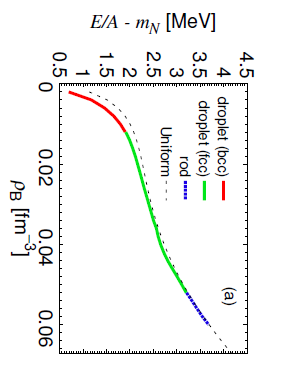 E/A - m_N [MeV]
0.5 1 1.5 2 2.5 3 3.5 4 4.5
droplet (bcc)
droplet (fcc)
rod
Uniform
(a)
0 0.02 0.04 0.06
ρ_B [fm^-3]